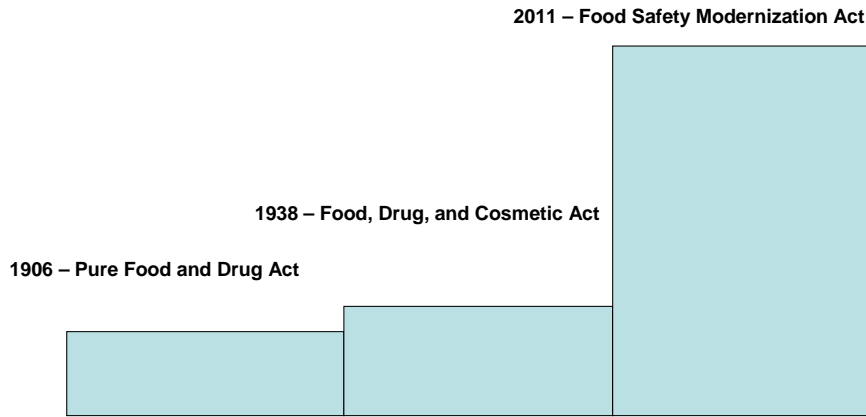 2011 – Food Safety Modernization Act
1938 – Food, Drug, and Cosmetic Act
1906 – Pure Food and Drug Act